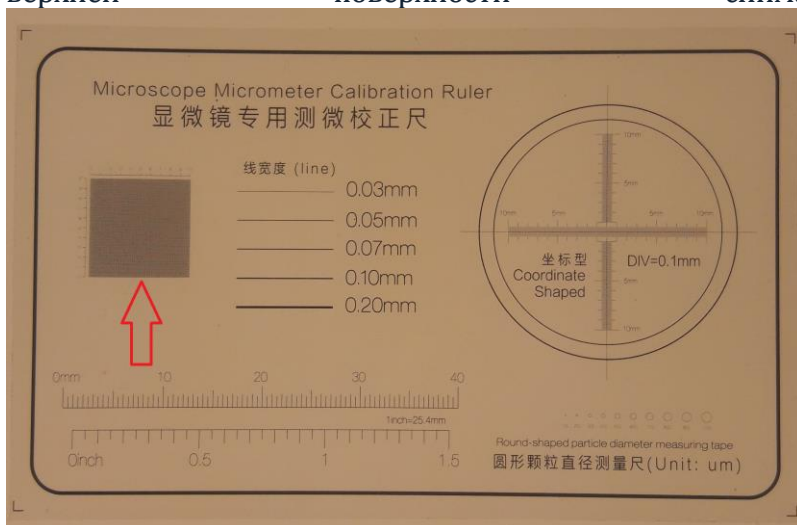 Microscope Micrometer Calibration Ruler
显微镜专用测微校正尺
线宽度 (line)
0.03mm
0.05mm
0.07mm
0.10mm
0.20mm
10mm
5mm
10mm 5mm 5mm 10mm
坐标型 DIV=0.1mm
Coordinate
Shaped
5mm
10mm
0mm 10 20 30 40
1inch=25.4mm
0inch 0.5 1 1.5
Round-shaped particle diameter measuring tape
圆形颗粒直径测量尺(Unit: um)